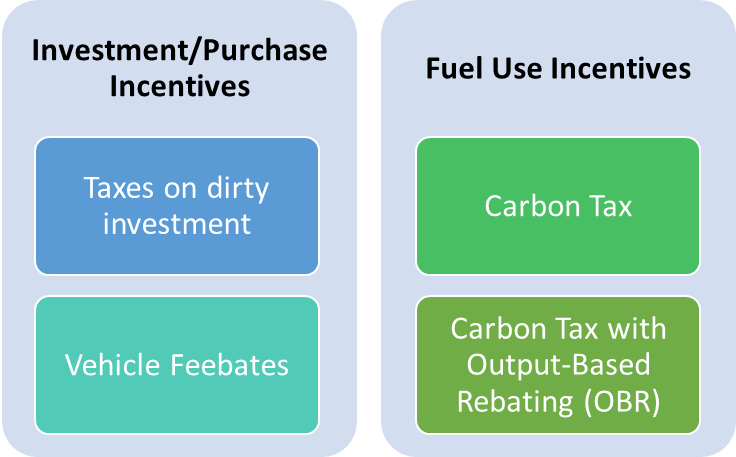 Investment/Purchase
Incentives
Taxes on dirty
investment
Vehicle Feebates
Fuel Use Incentives
Carbon Tax
Carbon Tax with
Output-Based
Rebating (OBR)